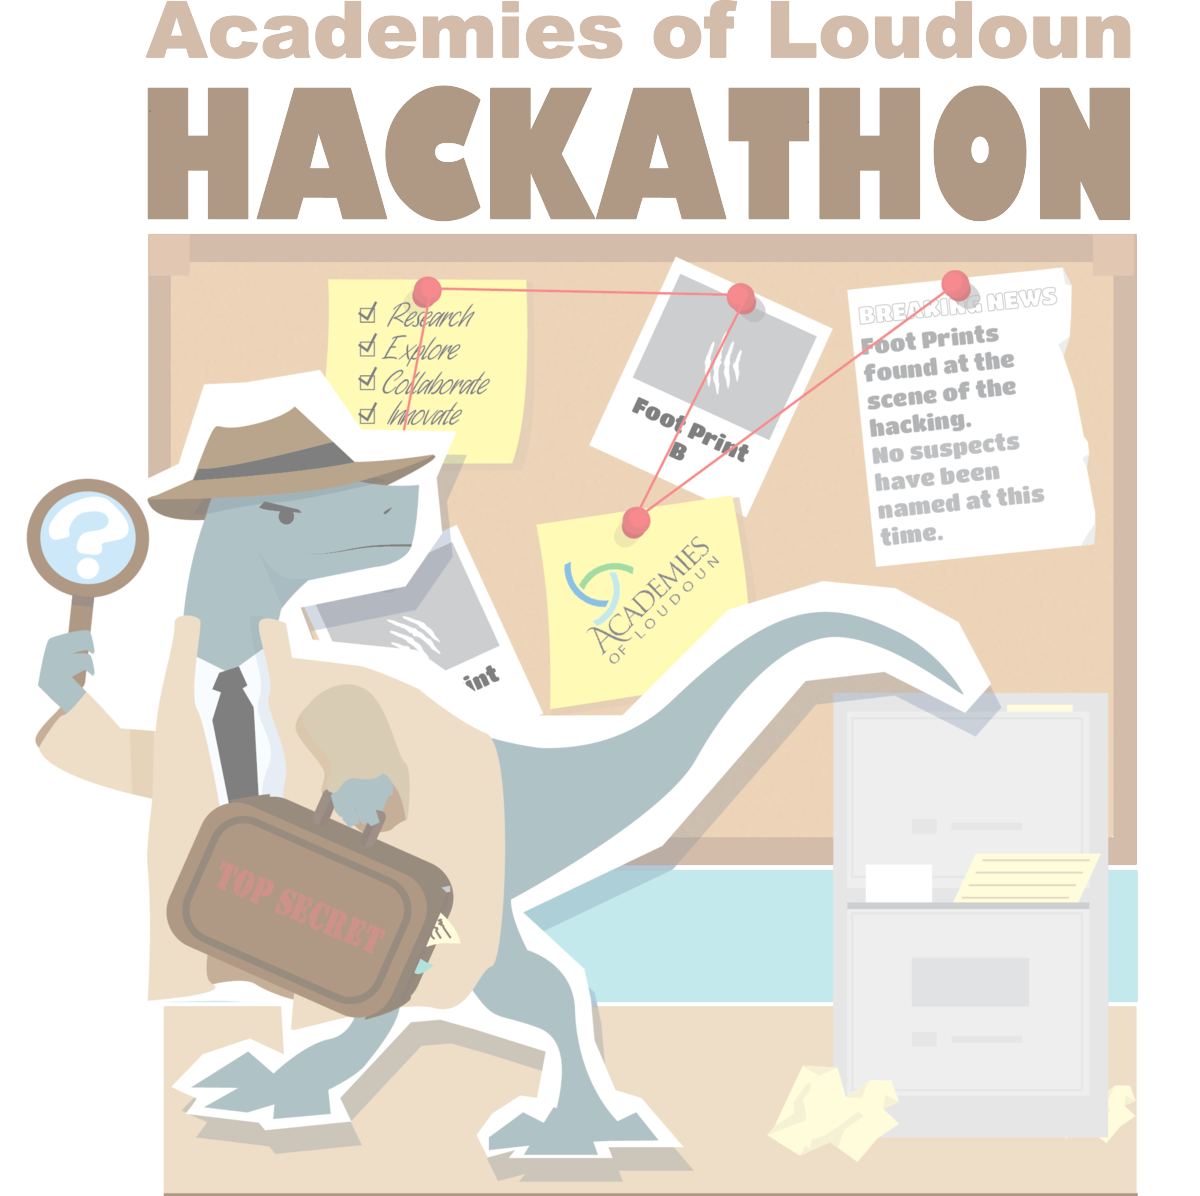 Academies of Loudoun
HACKATHON
Research
Explore
Collaborate
Innovate
Foot Print
B
BREAKING NEWS
Foot Prints
found at the
scene of the
hacking.
No suspects
have been
named at this
time.
?
ACADEMIES
OF LOUDOUN
int
TOP SECRET